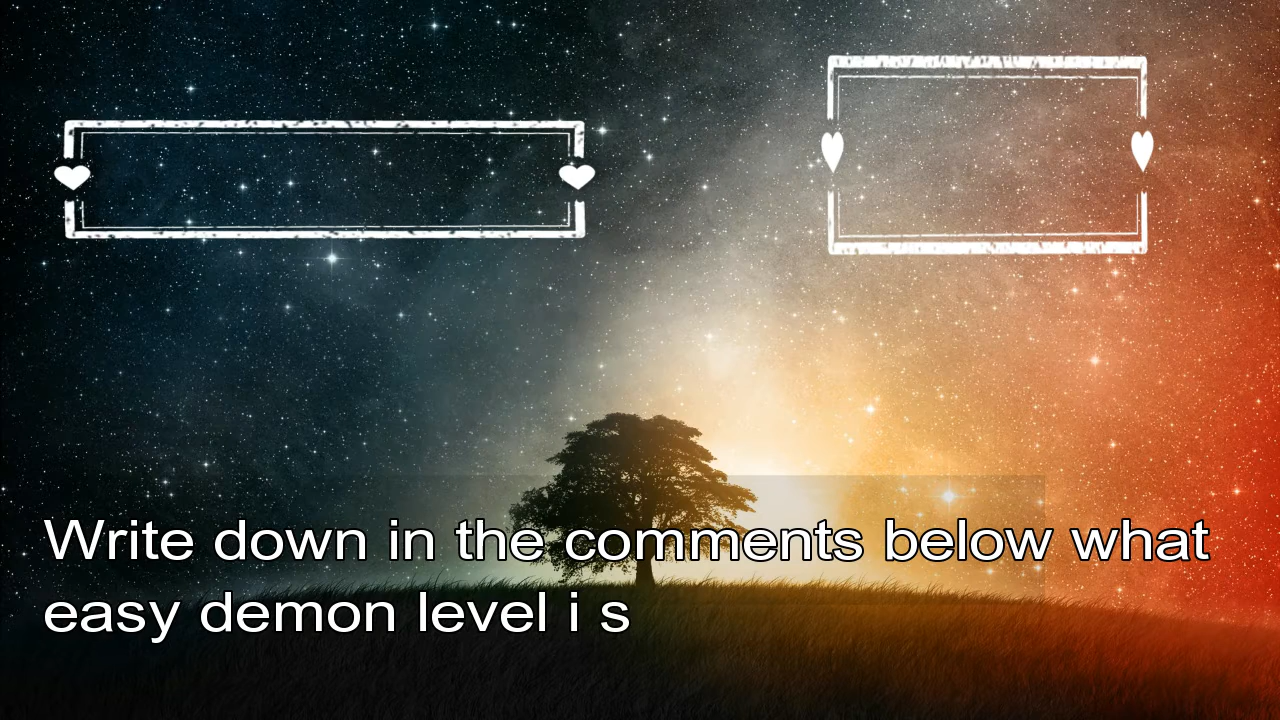 Write down in the comments below what
easy demon level i s